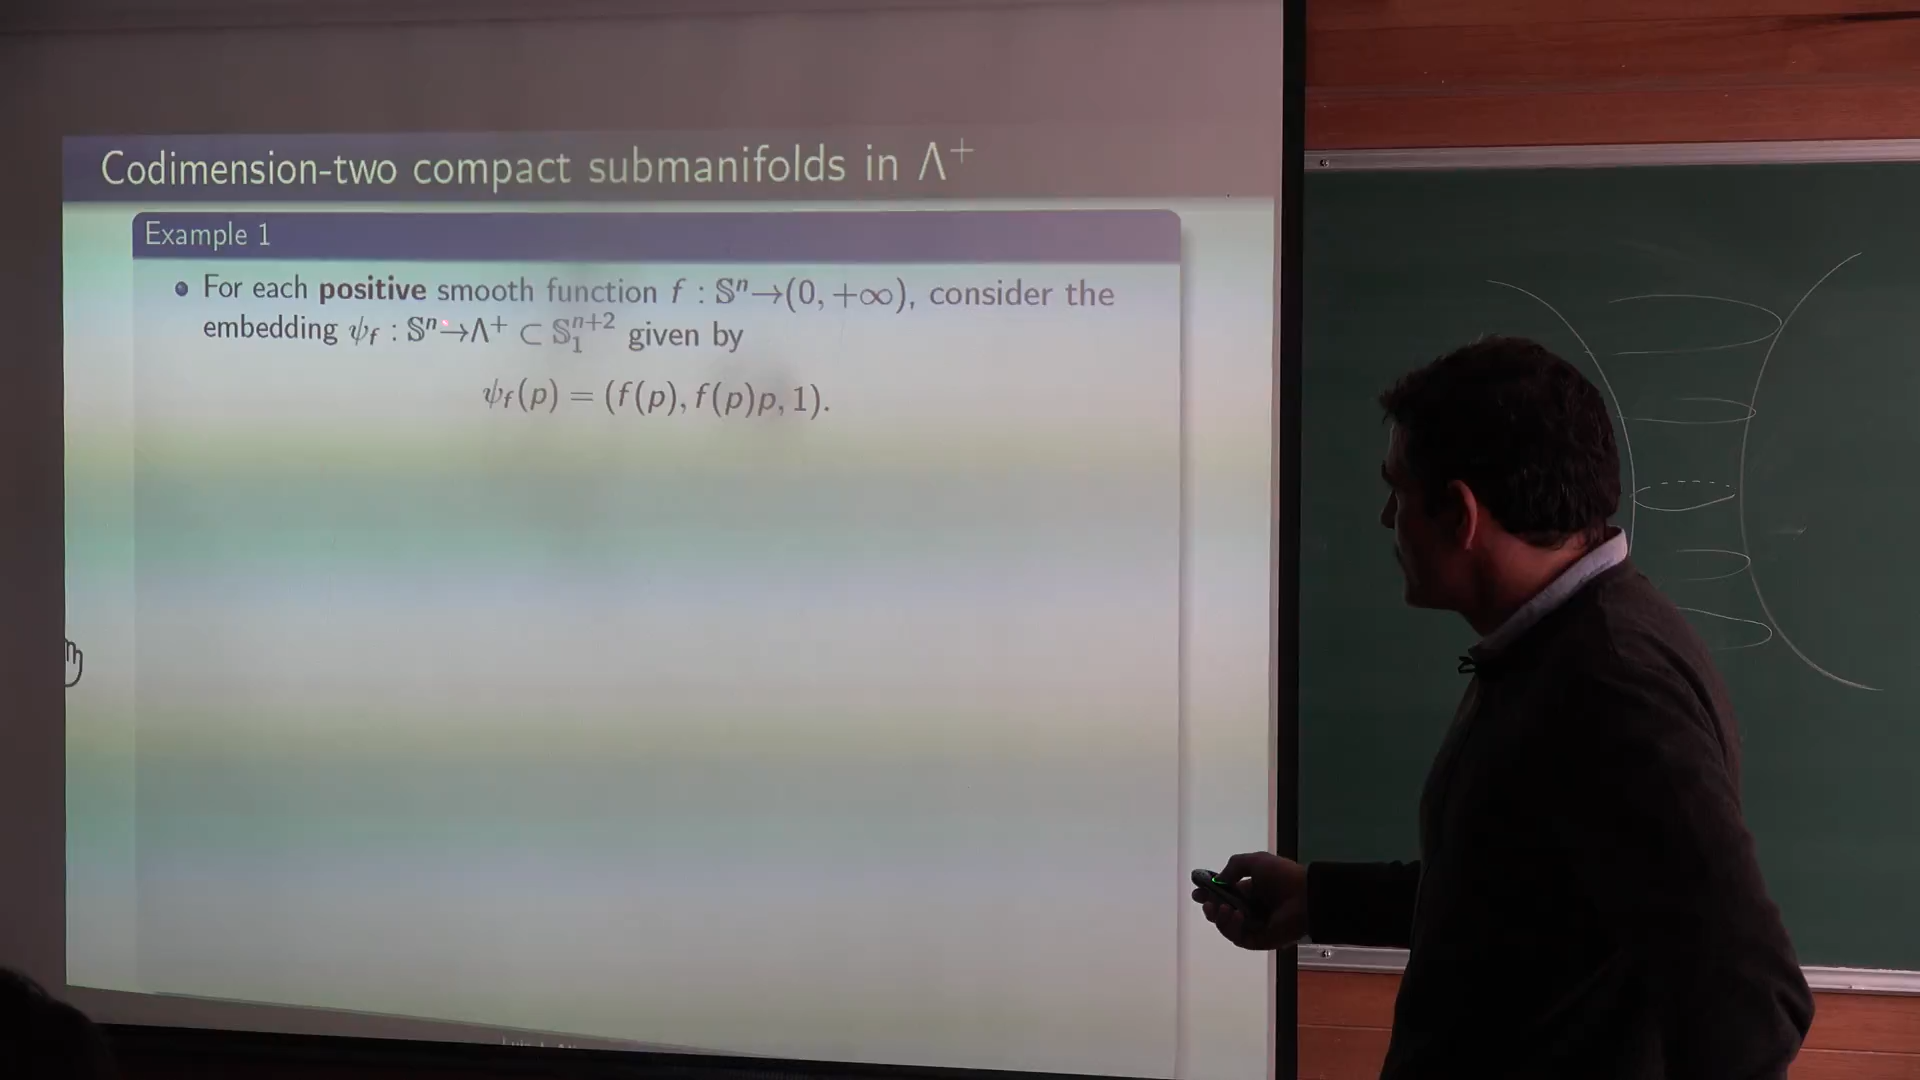 Codimension-two compact submanifolds in Λ⁺
Example 1
• For each positive smooth function f : 𝕊ⁿ→(0, +∞), consider the
embedding ψ_f : 𝕊ⁿ→Λ⁺ ⊂ 𝕊₁ⁿ⁺² given by
ψ_f(p) = (f(p), f(p)p, 1).